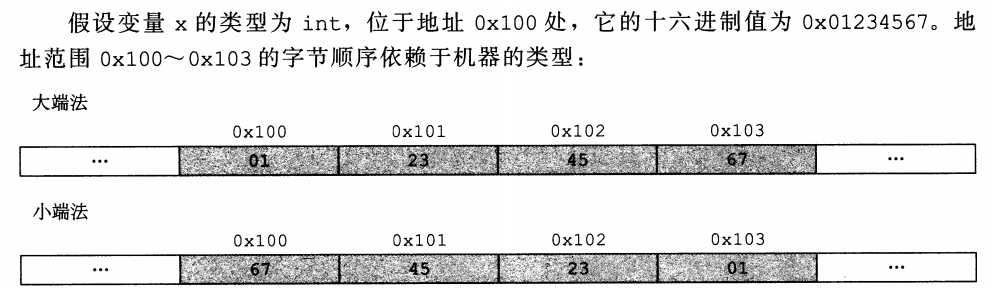 假设变量 x 的类型为 int，位于地址 0x100 处，它的十六进制值为 0x01234567。地
址范围 0x100～0x103 的字节顺序依赖于机器的类型：
大端法
0x100 0x101 0x102 0x103
… 01 23 45 67 …
小端法
0x100 0x101 0x102 0x103
… 67 45 23 01 …